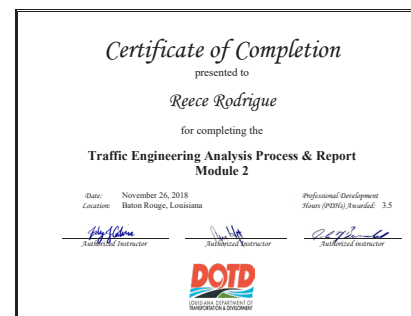 Certificate of Completion
presented to
Reece Rodrigue
for completing the
Traffic Engineering Analysis Process & Report
Module 2
Date: November 26, 2018
Location: Baton Rouge, Louisiana
Professional Development
Hours (PDHs) Awarded: 3.5
Authorized Instructor
Authorized Instructor
Authorized instructor
DOTD
LOUISIANA DEPARTMENT OF
TRANSPORTATION & DEVELOPMENT